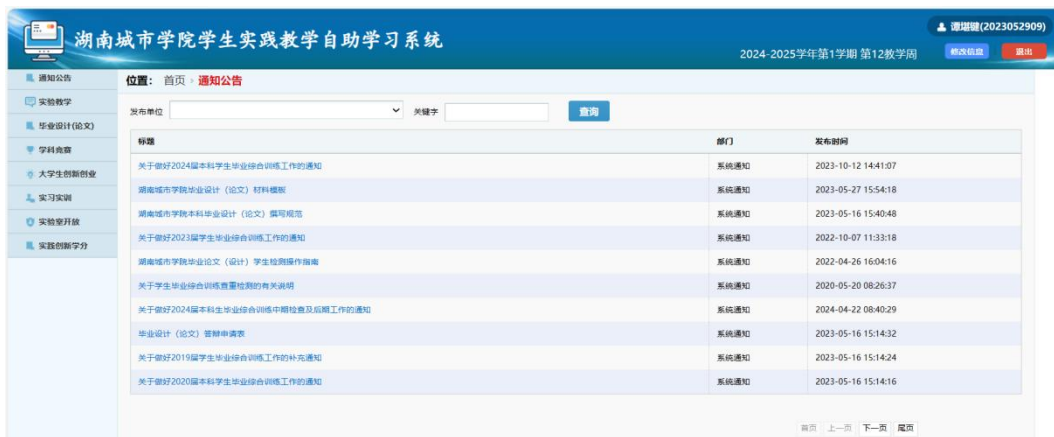 谭堪键(2023052909)
湖南城市学院学生实践教学自助学习系统
2024-2025学年第1学期 第12教学周 修改信息 退出
通知公告
实验教学
毕业设计(论文)
学科竞赛
大学生创新创业
实习实训
实验室开放
实践创新学分
位置： 首页 › 通知公告
发布单位 关键字 查询
标题 部门 发布时间
关于做好2024届本科学生毕业综合训练工作的通知 系统通知 2023-10-12 14:41:07
湖南城市学院毕业设计（论文）材料模板 系统通知 2023-05-27 15:54:18
湖南城市学院本科毕业设计（论文）撰写规范 系统通知 2023-05-16 15:40:48
关于做好2023届学生毕业综合训练工作的通知 系统通知 2022-10-07 11:33:18
湖南城市学院毕业论文（设计）学生检测操作指南 系统通知 2022-04-26 16:04:16
关于学生毕业综合训练查重检测的有关说明 系统通知 2020-05-20 08:26:37
关于做好2024届本科生毕业综合训练中期检查及后期工作的通知 系统通知 2024-04-22 08:40:29
毕业设计（论文）答辩申请表 系统通知 2023-05-16 15:14:32
关于做好2019届学生毕业综合训练工作的补充通知 系统通知 2023-05-16 15:14:24
关于做好2020届本科学生毕业综合训练工作的通知 系统通知 2023-05-16 15:14:16
首页 上一页 下一页 尾页